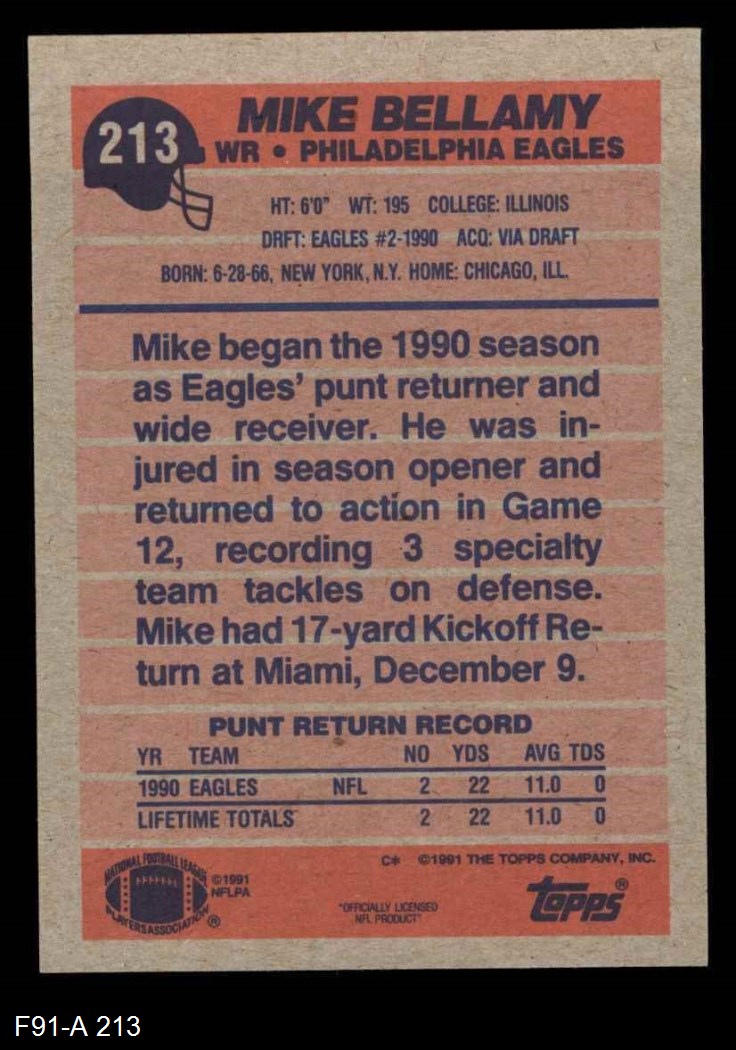 213
MIKE BELLAMY
WR • PHILADELPHIA EAGLES
HT: 6'0" WT: 195 COLLEGE: ILLINOIS
DRFT: EAGLES #2-1990 ACQ: VIA DRAFT
BORN: 6-28-66, NEW YORK, N.Y. HOME: CHICAGO, ILL.
Mike began the 1990 season
as Eagles' punt returner and
wide receiver. He was in-
jured in season opener and
returned to action in Game
12, recording 3 specialty
team tackles on defense.
Mike had 17-yard Kickoff Re-
turn at Miami, December 9.
PUNT RETURN RECORD
YR TEAM NO YDS AVG TDS
1990 EAGLES NFL 2 22 11.0 0
LIFETIME TOTALS 2 22 11.0 0
NATIONAL FOOTBALL LEAGUE
PLAYERS ASSOCIATION ®
©1991
NFLPA
C* ©1991 THE TOPPS COMPANY, INC.
"OFFICIALLY LICENSED
NFL PRODUCT"
topps®
F91-A 213